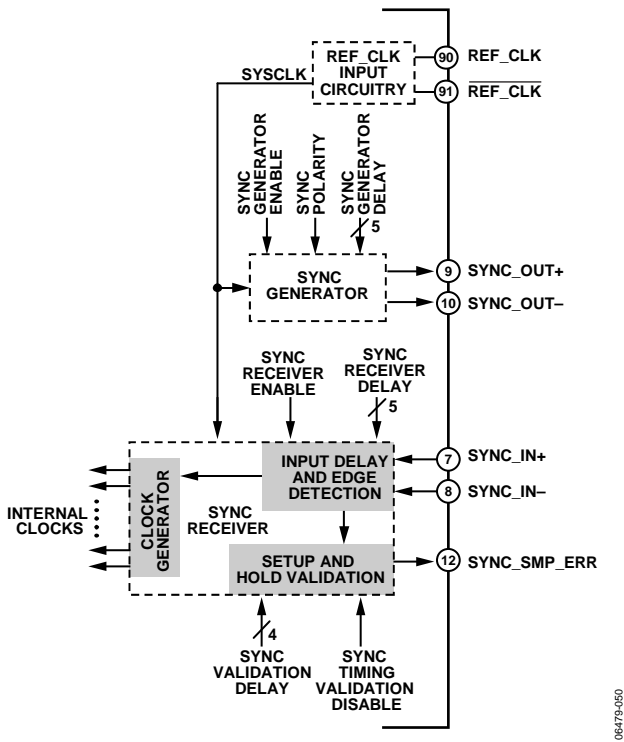 REF_CLK
INPUT
CIRCUITRY
90 REF_CLK
91 REF_CLK
SYSCLK
SYNC
GENERATOR
ENABLE
SYNC
POLARITY
SYNC
GENERATOR
DELAY
5
SYNC
GENERATOR
9 SYNC_OUT+
10 SYNC_OUT–
SYNC
RECEIVER
ENABLE
SYNC
RECEIVER
DELAY
5
INPUT DELAY
AND EDGE
DETECTION
7 SYNC_IN+
8 SYNC_IN–
CLOCK
GENERATOR
SYNC
RECEIVER
INTERNAL
CLOCKS
SETUP AND
HOLD VALIDATION
12 SYNC_SMP_ERR
4
SYNC
VALIDATION
DELAY
SYNC
TIMING
VALIDATION
DISABLE
06479-050